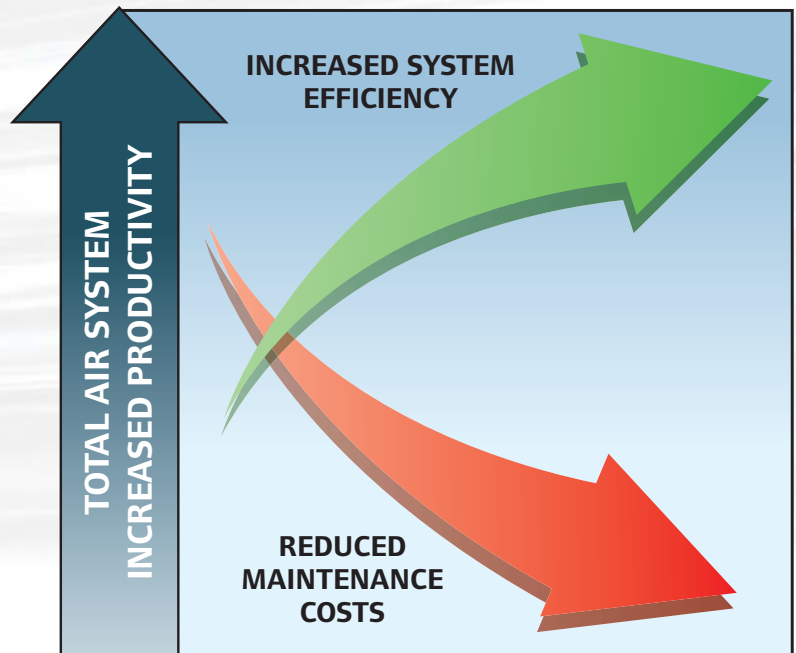 INCREASED SYSTEM
EFFICIENCY
TOTAL AIR SYSTEM
INCREASED PRODUCTIVITY
REDUCED
MAINTENANCE
COSTS